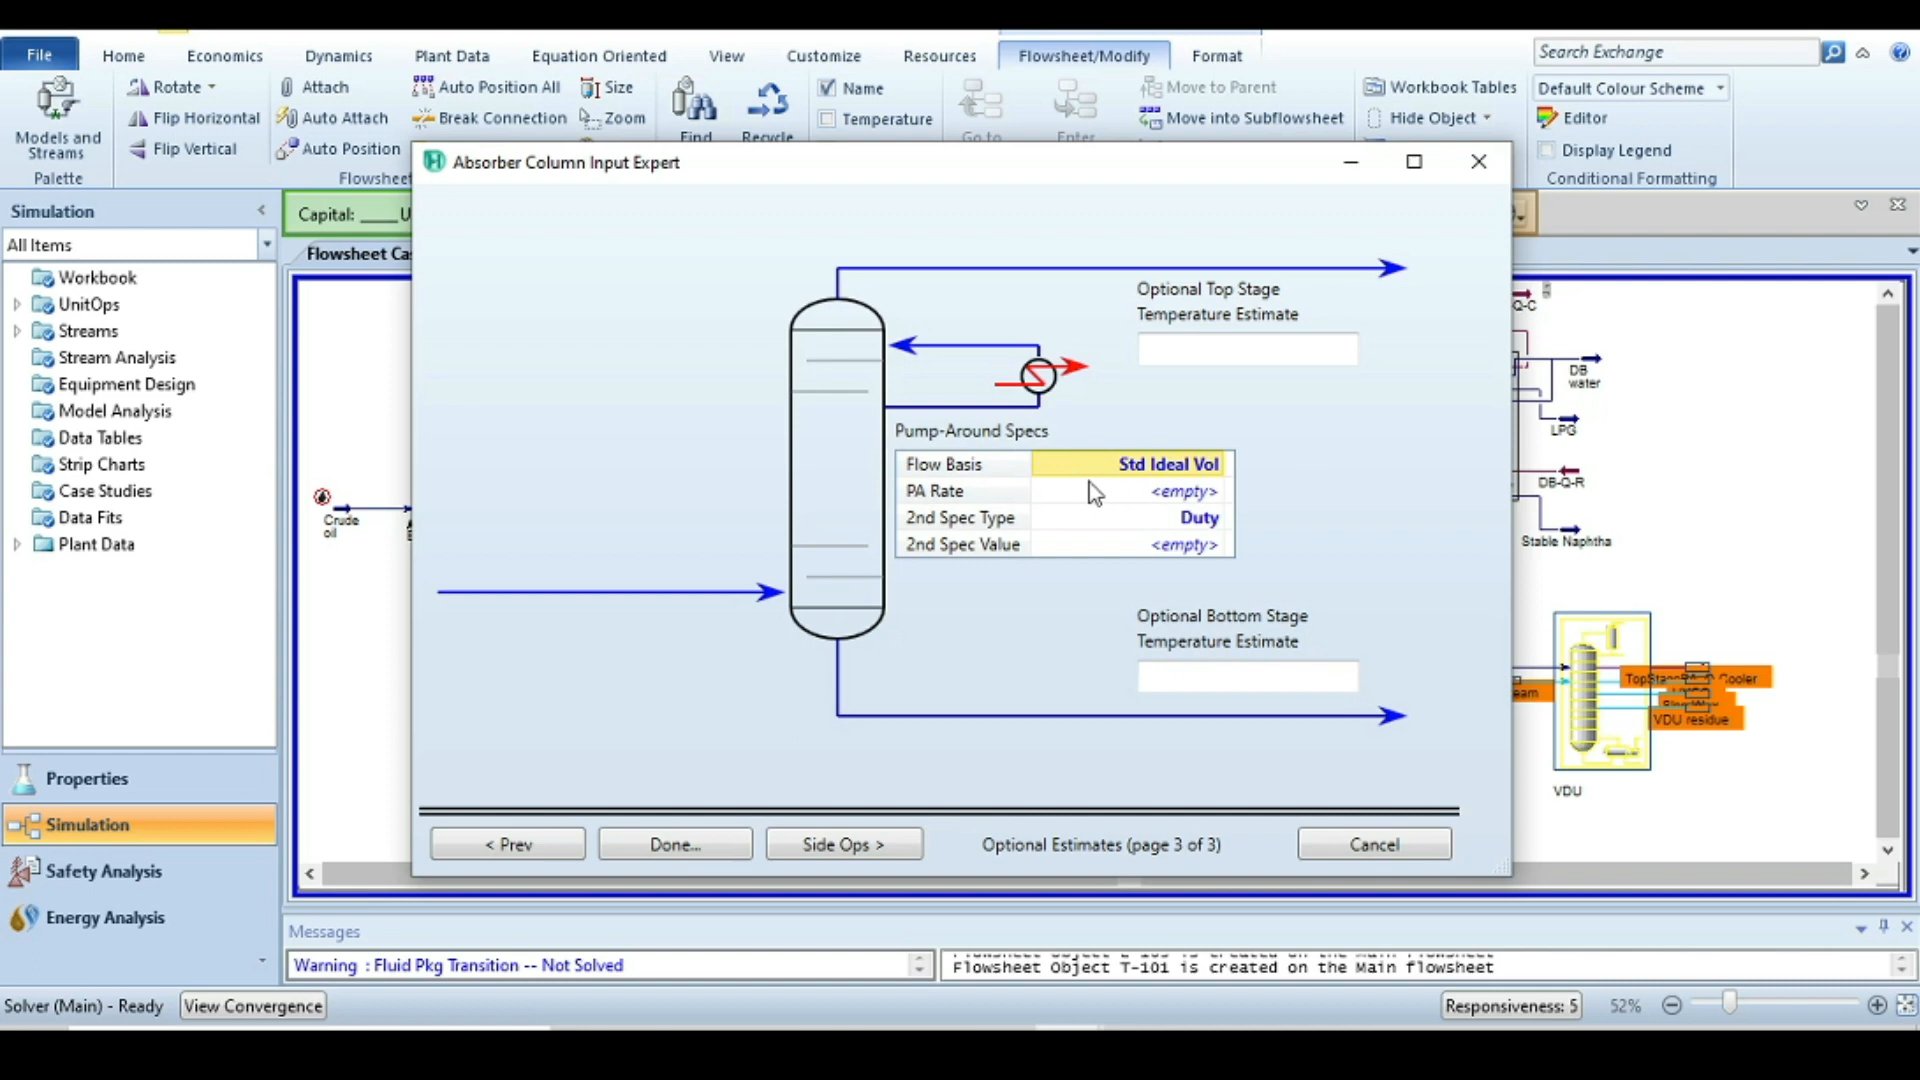 File
Home
Economics
Dynamics
Plant Data
Equation Oriented
View
Customize
Resources
Flowsheet/Modify
Format
Search Exchange
Models and
Streams
Palette
Rotate
Flip Horizontal
Flip Vertical
Attach
Auto Attach
Auto Position
Auto Position All
Break Connection
Size
Zoom
Find
Recycle
Name
Temperature
Go to
Enter
Move to Parent
Move into Subflowsheet
Workbook Tables
Hide Object
Default Colour Scheme
Editor
Display Legend
Conditional Formatting
Flowsheet
Absorber Column Input Expert
Simulation
All Items
Workbook
UnitOps
Streams
Stream Analysis
Equipment Design
Model Analysis
Data Tables
Strip Charts
Case Studies
Data Fits
Plant Data
Properties
Simulation
Safety Analysis
Energy Analysis
Capital: ____U
Flowsheet Ca
Crude
oil
Optional Top Stage
Temperature Estimate
Pump-Around Specs
Flow Basis Std Ideal Vol
PA Rate <empty>
2nd Spec Type Duty
2nd Spec Value <empty>
Optional Bottom Stage
Temperature Estimate
< Prev
Done...
Side Ops >
Optional Estimates (page 3 of 3)
Cancel
Q-C
DB
water
LPG
DB-Q-R
Stable Naphtha
eam
Cooler
VDU residue
VDU
Messages
Warning : Fluid Pkg Transition -- Not Solved
Flowsheet Object T-101 is created on the Main flowsheet
Solver (Main) - Ready
View Convergence
Responsiveness: 5
52%